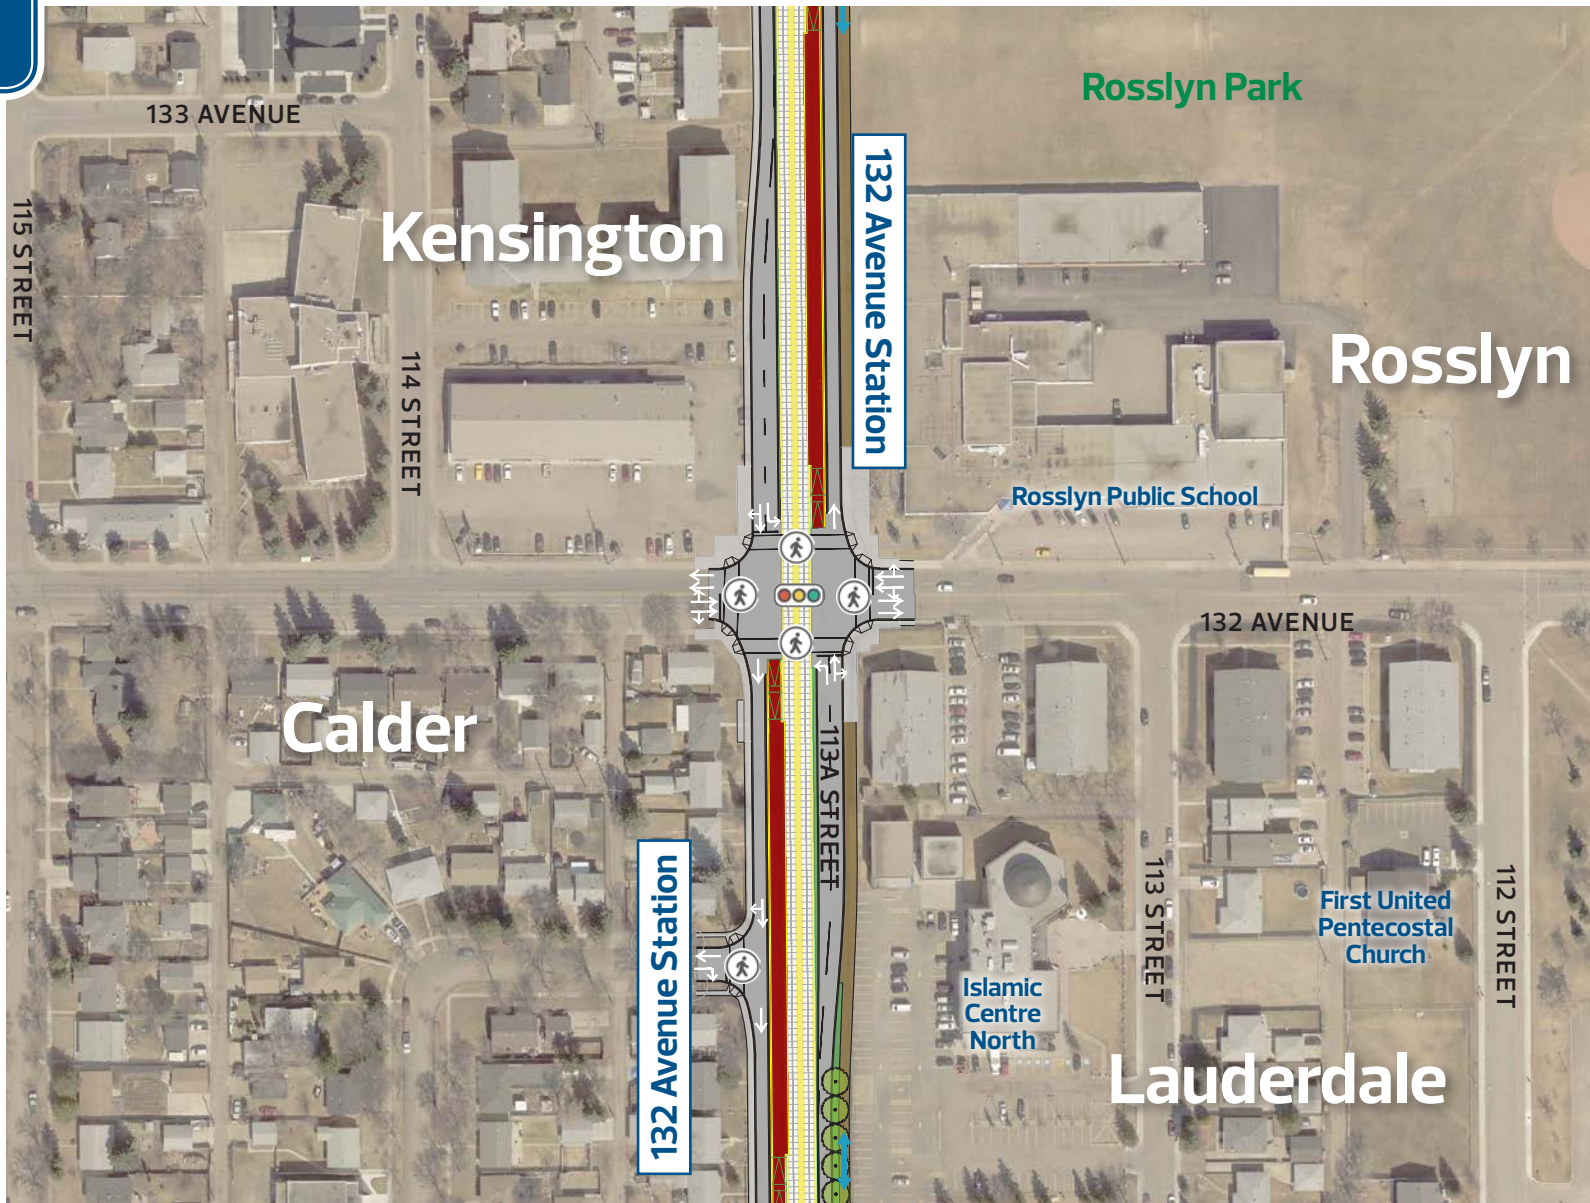 Rosslyn Park
133 AVENUE
132 Avenue Station
115 STREET
Kensington
Rosslyn
114 STREET
Rosslyn Public School
132 AVENUE
Calder
113A STREET
132 Avenue Station
113 STREET
112 STREET
First United
Pentecostal
Church
Islamic
Centre
North
Lauderdale